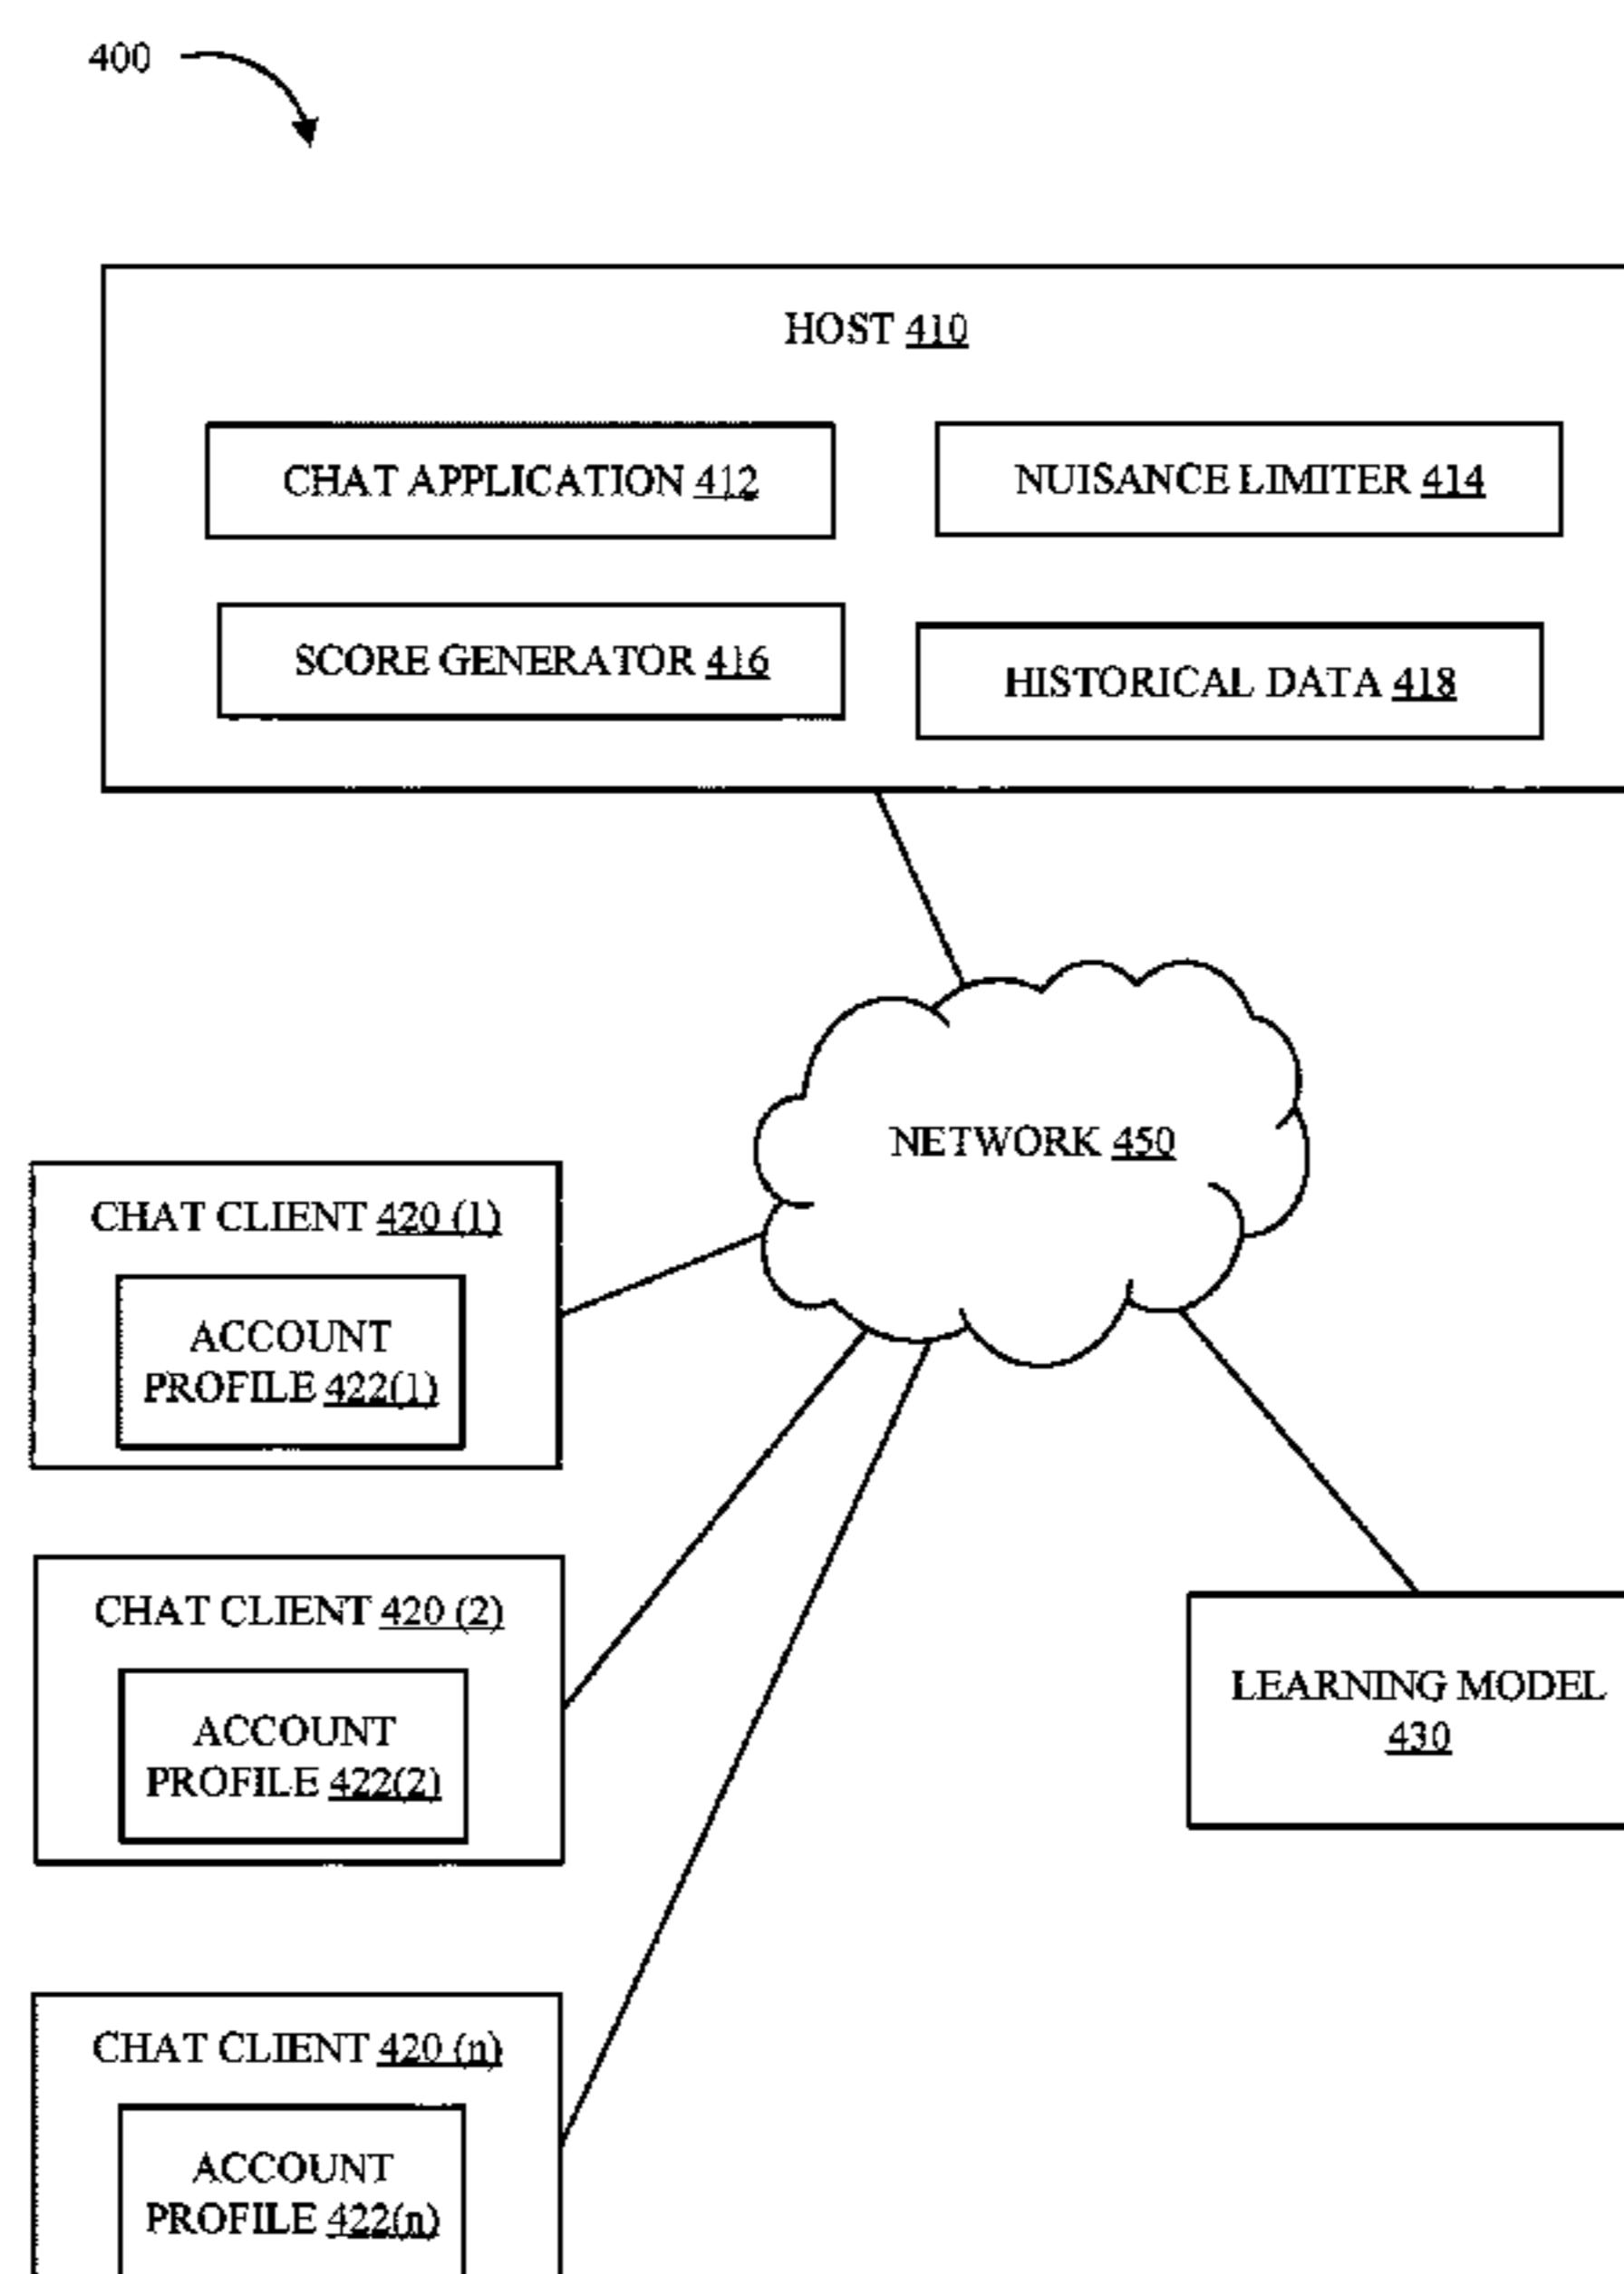 400
HOST 410
CHAT APPLICATION 412
NUISANCE LIMITER 414
SCORE GENERATOR 416
HISTORICAL DATA 418
NETWORK 450
CHAT CLIENT 420 (1)
ACCOUNT
PROFILE 422(1)
CHAT CLIENT 420 (2)
ACCOUNT
PROFILE 422(2)
LEARNING MODEL
430
CHAT CLIENT 420 (n)
ACCOUNT
PROFILE 422(n)